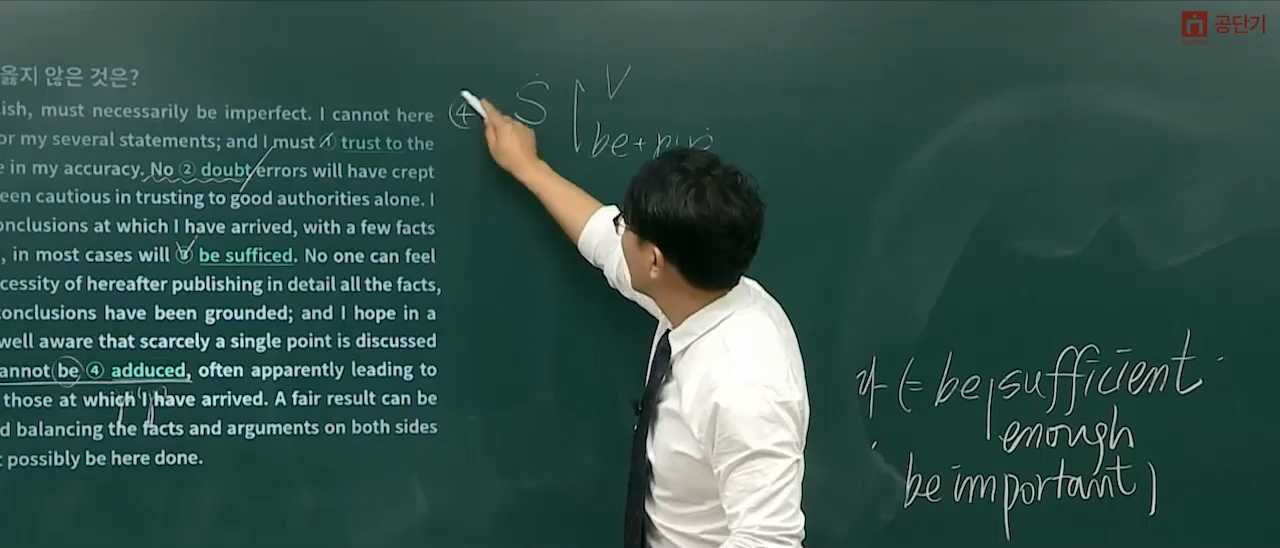 공단기
옳지 않은 것은?
ish, must necessarily be imperfect. I cannot here
or my several statements; and I must ① trust to the
e in my accuracy. No ② doubt errors will have crept
een cautious in trusting to good authorities alone. I
onclusions at which I have arrived, with a few facts
, in most cases will ③ be sufficed. No one can feel
cessity of hereafter publishing in detail all the facts,
conclusions have been grounded; and I hope in a
well aware that scarcely a single point is discussed
annot be ④ adduced, often apparently leading to
those at which I have arrived. A fair result can be
d balancing the facts and arguments on both sides
t possibly be here done.
④ S V
be+p.p.
(= be sufficient
enough
be important)